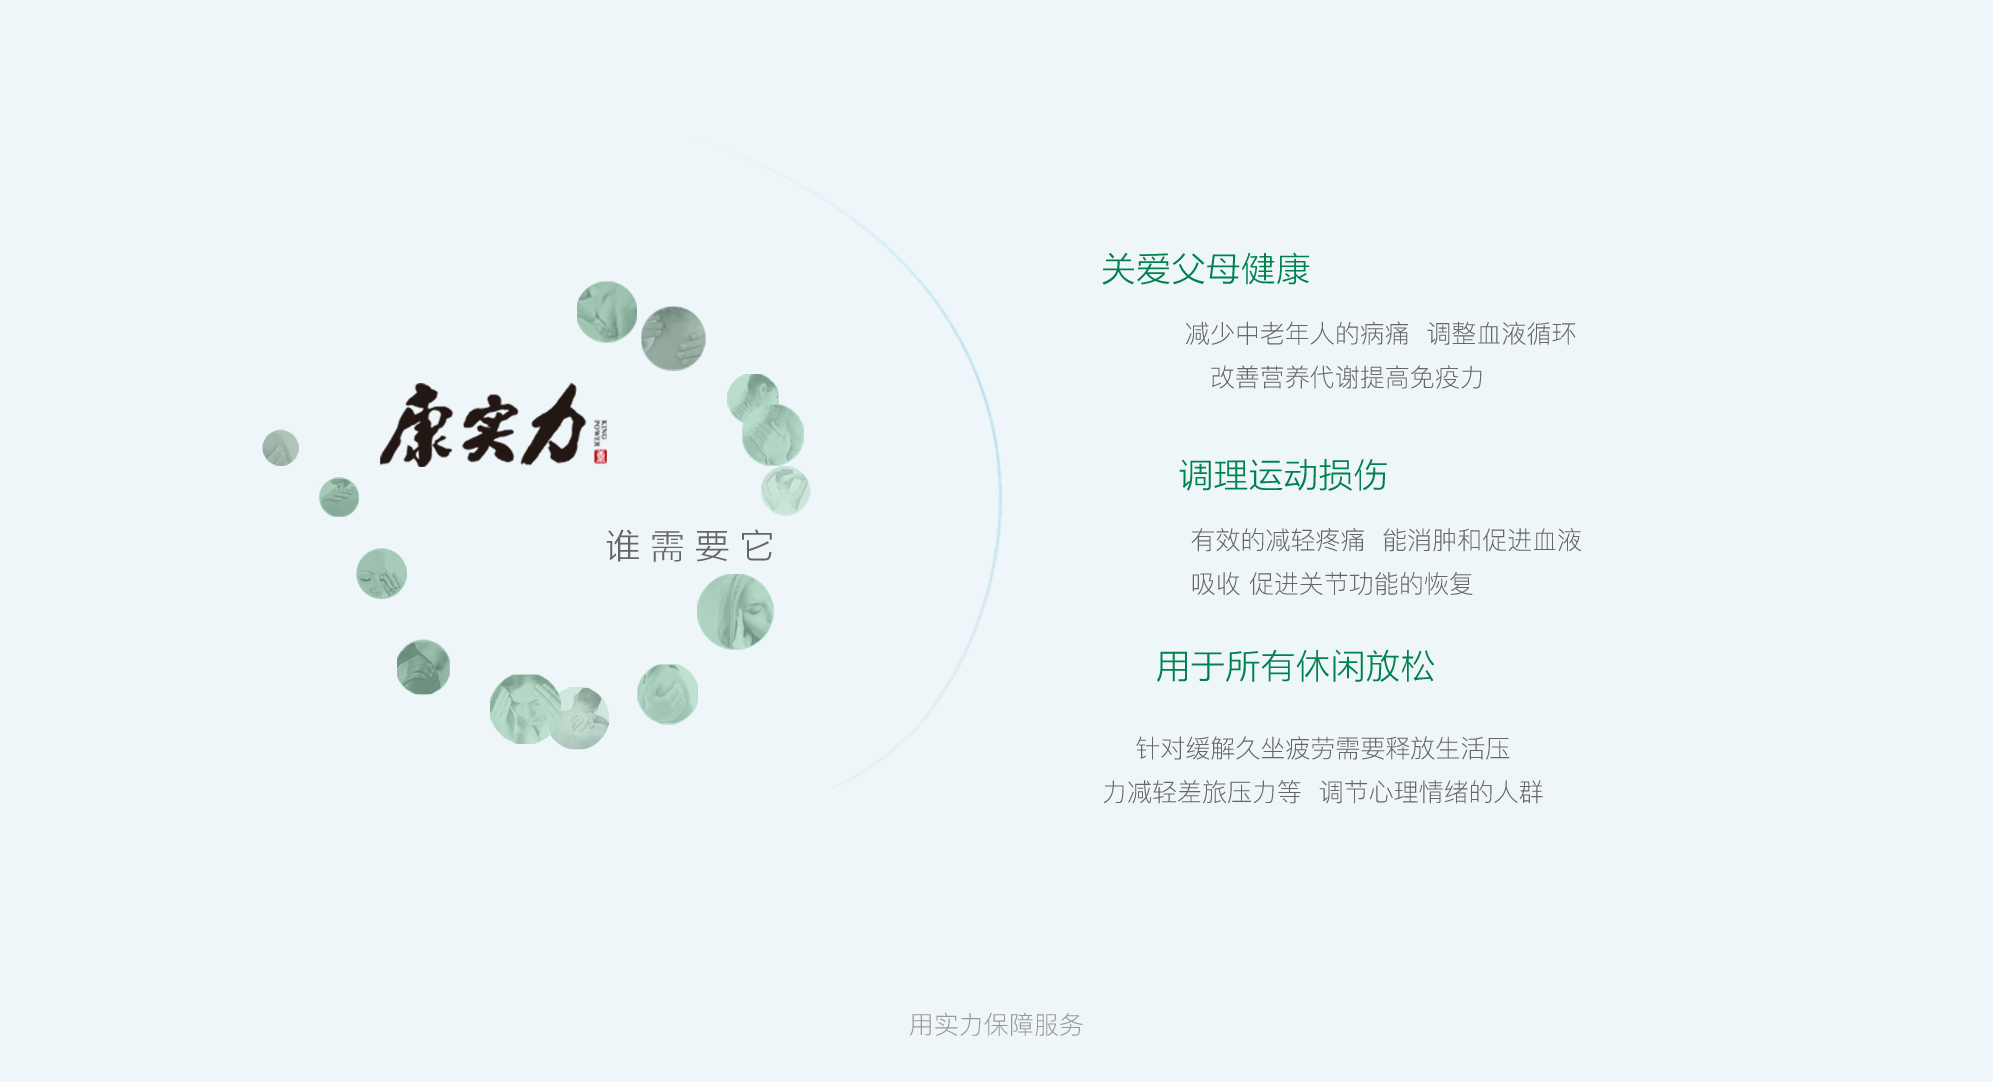 康实力
KING
POWER
谁需要它
关爱父母健康
减少中老年人的病痛 调整血液循环
改善营养代谢提高免疫力
调理运动损伤
有效的减轻疼痛 能消肿和促进血液
吸收 促进关节功能的恢复
用于所有休闲放松
针对缓解久坐疲劳需要释放生活压
力减轻差旅压力等 调节心理情绪的人群
用实力保障服务